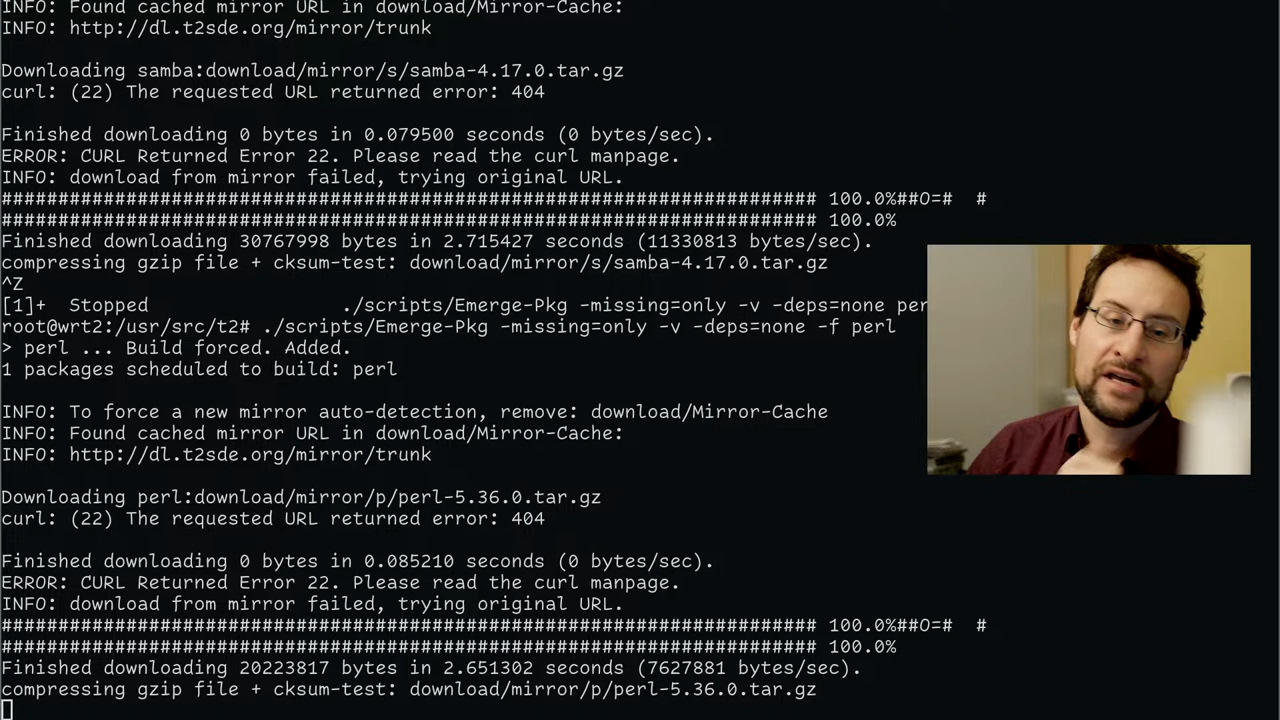 INFO: Found cached mirror URL in download/Mirror-Cache:
INFO: http://dl.t2sde.org/mirror/trunk
Downloading samba:download/mirror/s/samba-4.17.0.tar.gz
curl: (22) The requested URL returned error: 404
Finished downloading 0 bytes in 0.079500 seconds (0 bytes/sec).
ERROR: CURL Returned Error 22. Please read the curl manpage.
INFO: download from mirror failed, trying original URL.
######################################################################## 100.0%##O=#  #
######################################################################## 100.0%
Finished downloading 30767998 bytes in 2.715427 seconds (11330813 bytes/sec).
compressing gzip file + cksum-test: download/mirror/s/samba-4.17.0.tar.gz
^Z
[1]+  Stopped                 ./scripts/Emerge-Pkg -missing=only -v -deps=none per
root@wrt2:/usr/src/t2# ./scripts/Emerge-Pkg -missing=only -v -deps=none -f perl
> perl ... Build forced. Added.
1 packages scheduled to build: perl
INFO: To force a new mirror auto-detection, remove: download/Mirror-Cache
INFO: Found cached mirror URL in download/Mirror-Cache:
INFO: http://dl.t2sde.org/mirror/trunk
Downloading perl:download/mirror/p/perl-5.36.0.tar.gz
curl: (22) The requested URL returned error: 404
Finished downloading 0 bytes in 0.085210 seconds (0 bytes/sec).
ERROR: CURL Returned Error 22. Please read the curl manpage.
INFO: download from mirror failed, trying original URL.
######################################################################## 100.0%##O=#  #
######################################################################## 100.0%
Finished downloading 20223817 bytes in 2.651302 seconds (7627881 bytes/sec).
compressing gzip file + cksum-test: download/mirror/p/perl-5.36.0.tar.gz